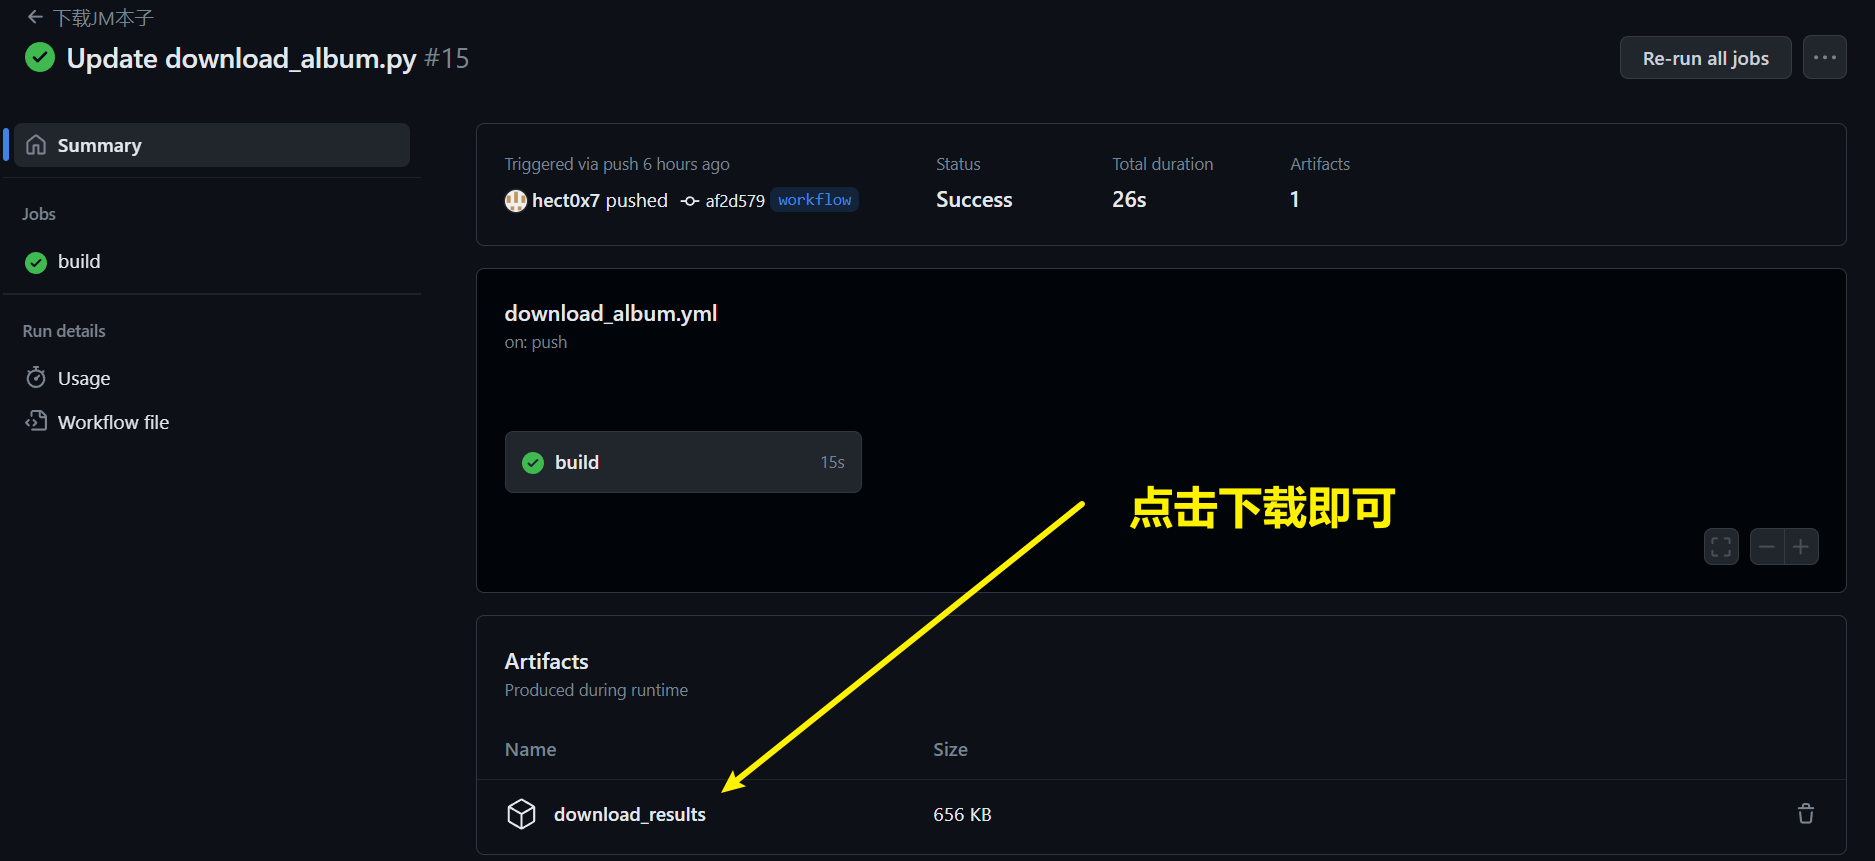 ← 下载JM本子
Update download_album.py #15
Re-run all jobs
Summary
Jobs
build
Run details
Usage
Workflow file
Triggered via push 6 hours ago
hect0x7 pushed af2d579 workflow
Status
Success
Total duration
26s
Artifacts
1
download_album.yml
on: push
build 15s
点击下载即可
Artifacts
Produced during runtime
Name Size
download_results 656 KB